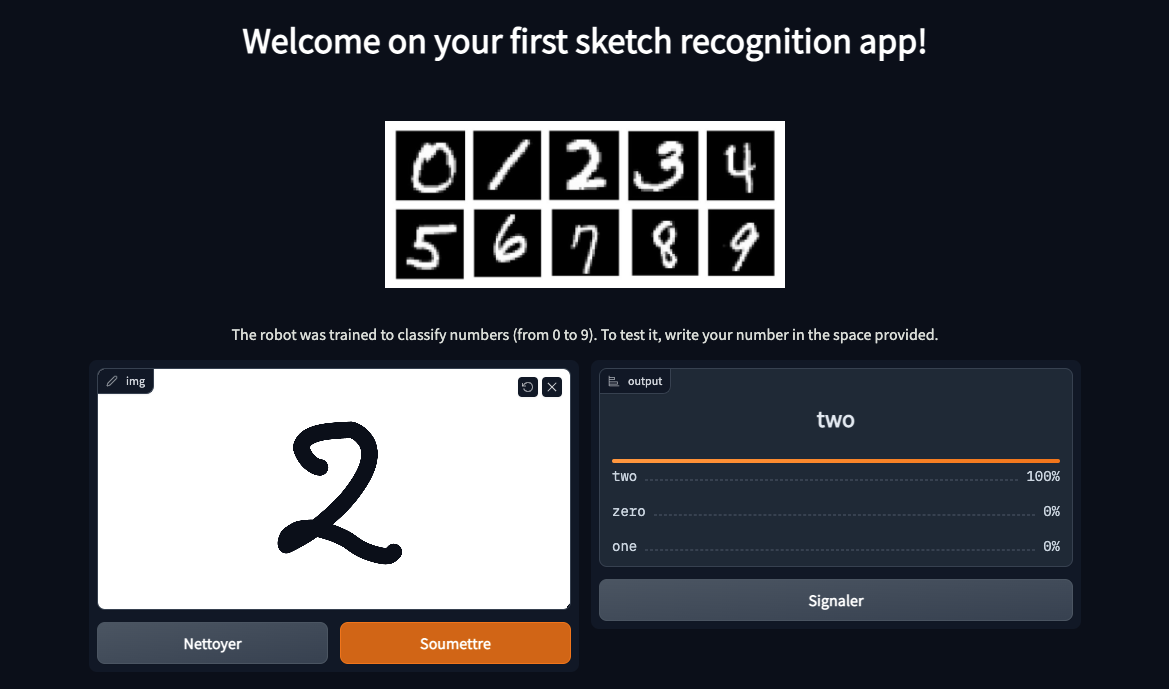 Welcome on your first sketch recognition app!
0 1 2 3 4
5 6 7 8 9
The robot was trained to classify numbers (from 0 to 9). To test it, write your number in the space provided.
img
2
Nettoyer Soumettre
output
two
two 100%
zero 0%
one 0%
Signaler